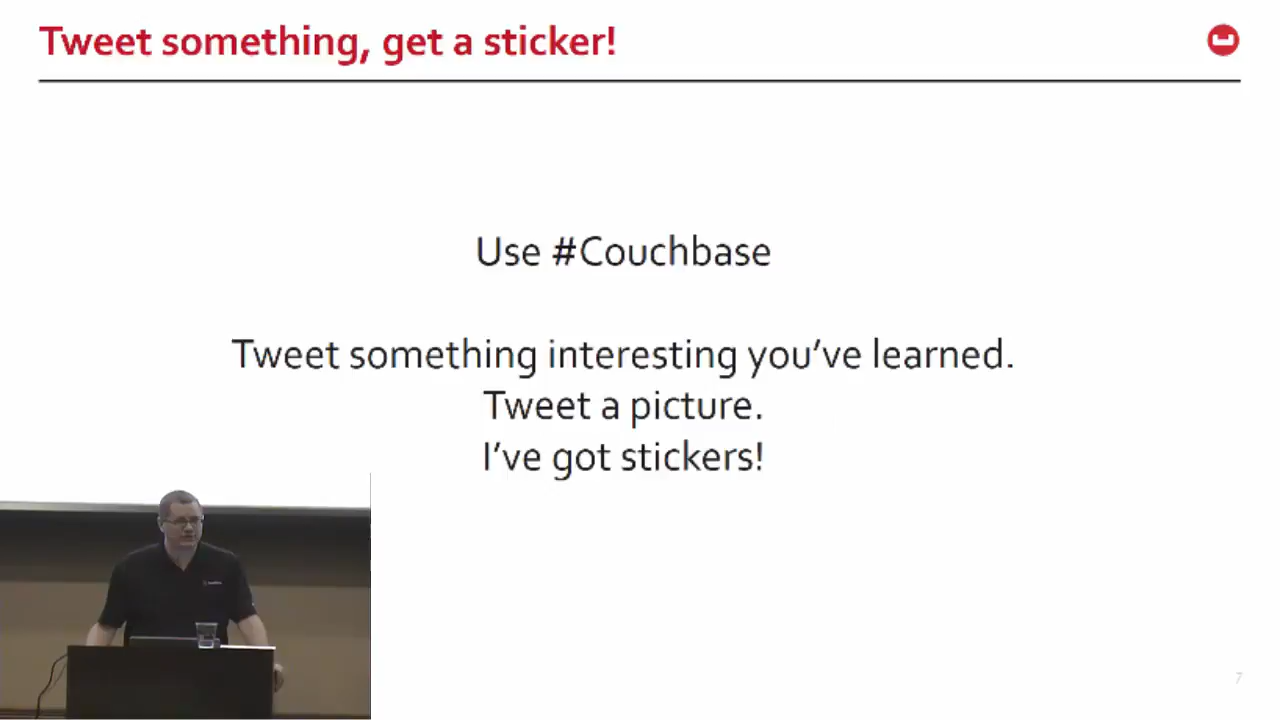 Tweet something, get a sticker!
Use #Couchbase
Tweet something interesting you've learned.
Tweet a picture.
I've got stickers!
7